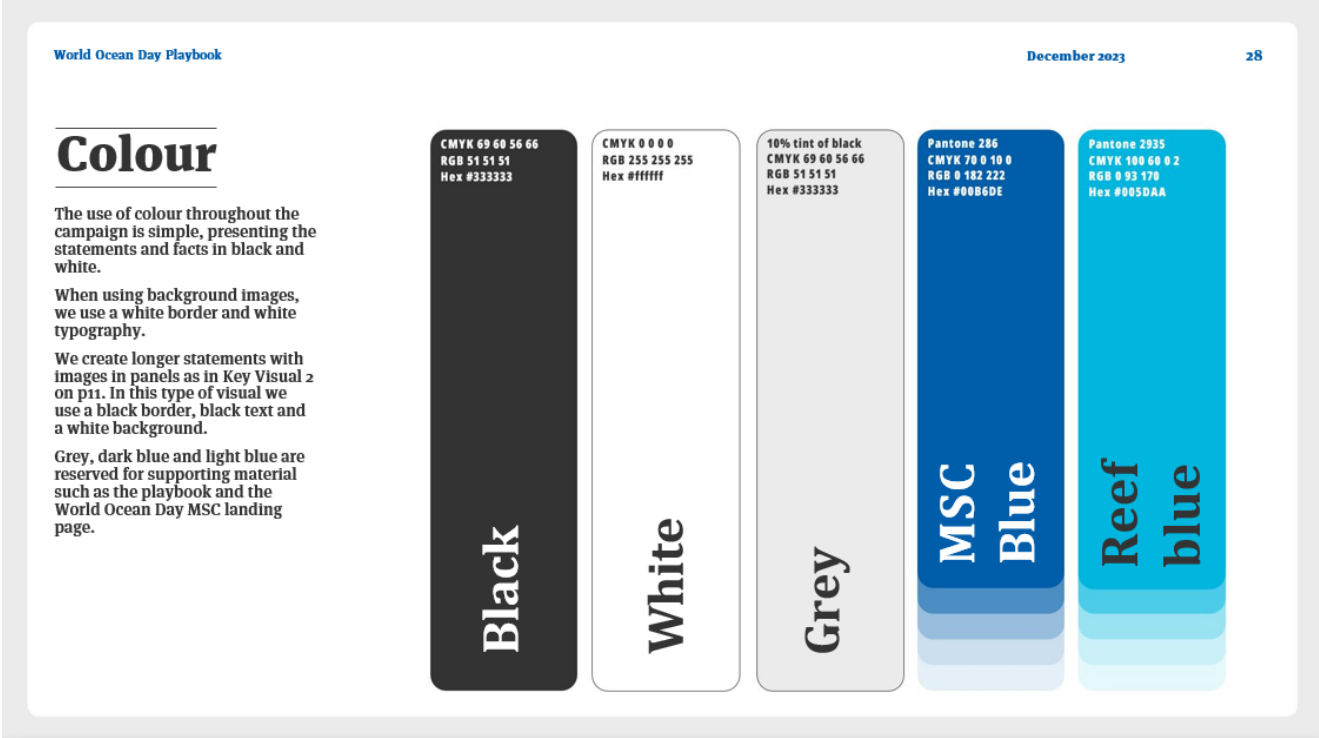 World Ocean Day Playbook
December 2023
28
Colour
The use of colour throughout the
campaign is simple, presenting the
statements and facts in black and
white.
When using background images,
we use a white border and white
typography.
We create longer statements with
images in panels as in Key Visual 2
on p11. In this type of visual we
use a black border, black text and
a white background.
Grey, dark blue and light blue are
reserved for supporting material
such as the playbook and the
World Ocean Day MSC landing
page.
CMYK 69 60 56 66
RGB 51 51 51
Hex #333333
Black
CMYK 0 0 0 0
RGB 255 255 255
Hex #ffffff
White
10% tint of black
CMYK 69 60 56 66
RGB 51 51 51
Hex #333333
Grey
Pantone 286
CMYK 70 0 10 0
RGB 0 182 222
Hex #00B6DE
MSC
Blue
Pantone 2935
CMYK 100 60 0 2
RGB 0 93 170
Hex #005DAA
Reef
blue